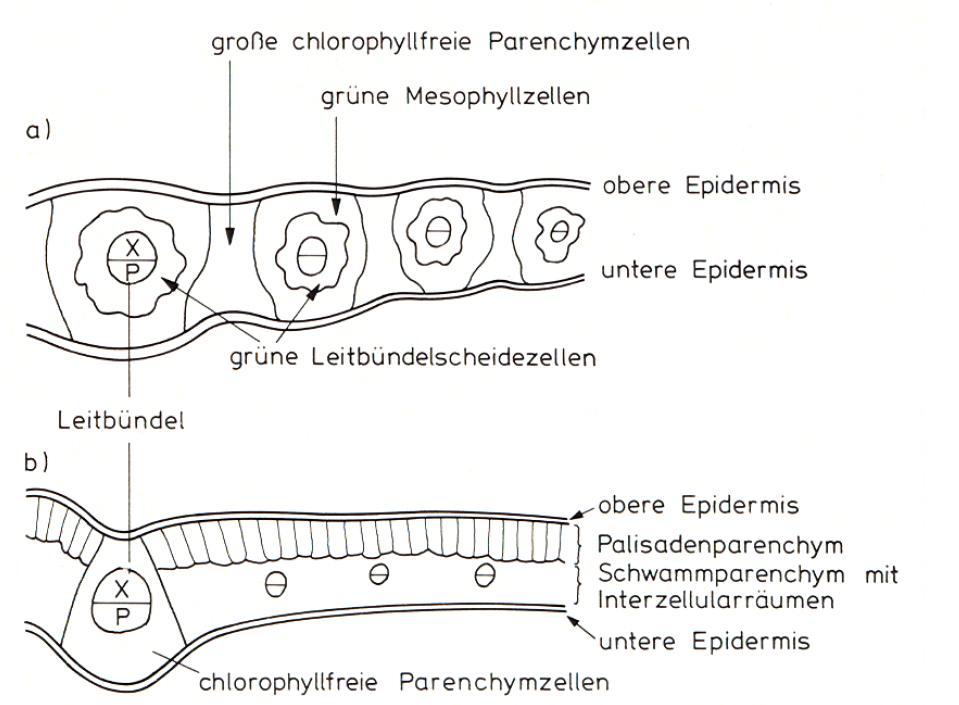 große chlorophyllfreie Parenchymzellen
grüne Mesophyllzellen
a)
obere Epidermis
X
P
untere Epidermis
grüne Leitbündelscheidezellen
Leitbündel
b)
obere Epidermis
Palisadenparenchym
Schwammparenchym mit
Interzellularräumen
X
P
untere Epidermis
chlorophyllfreie Parenchymzellen